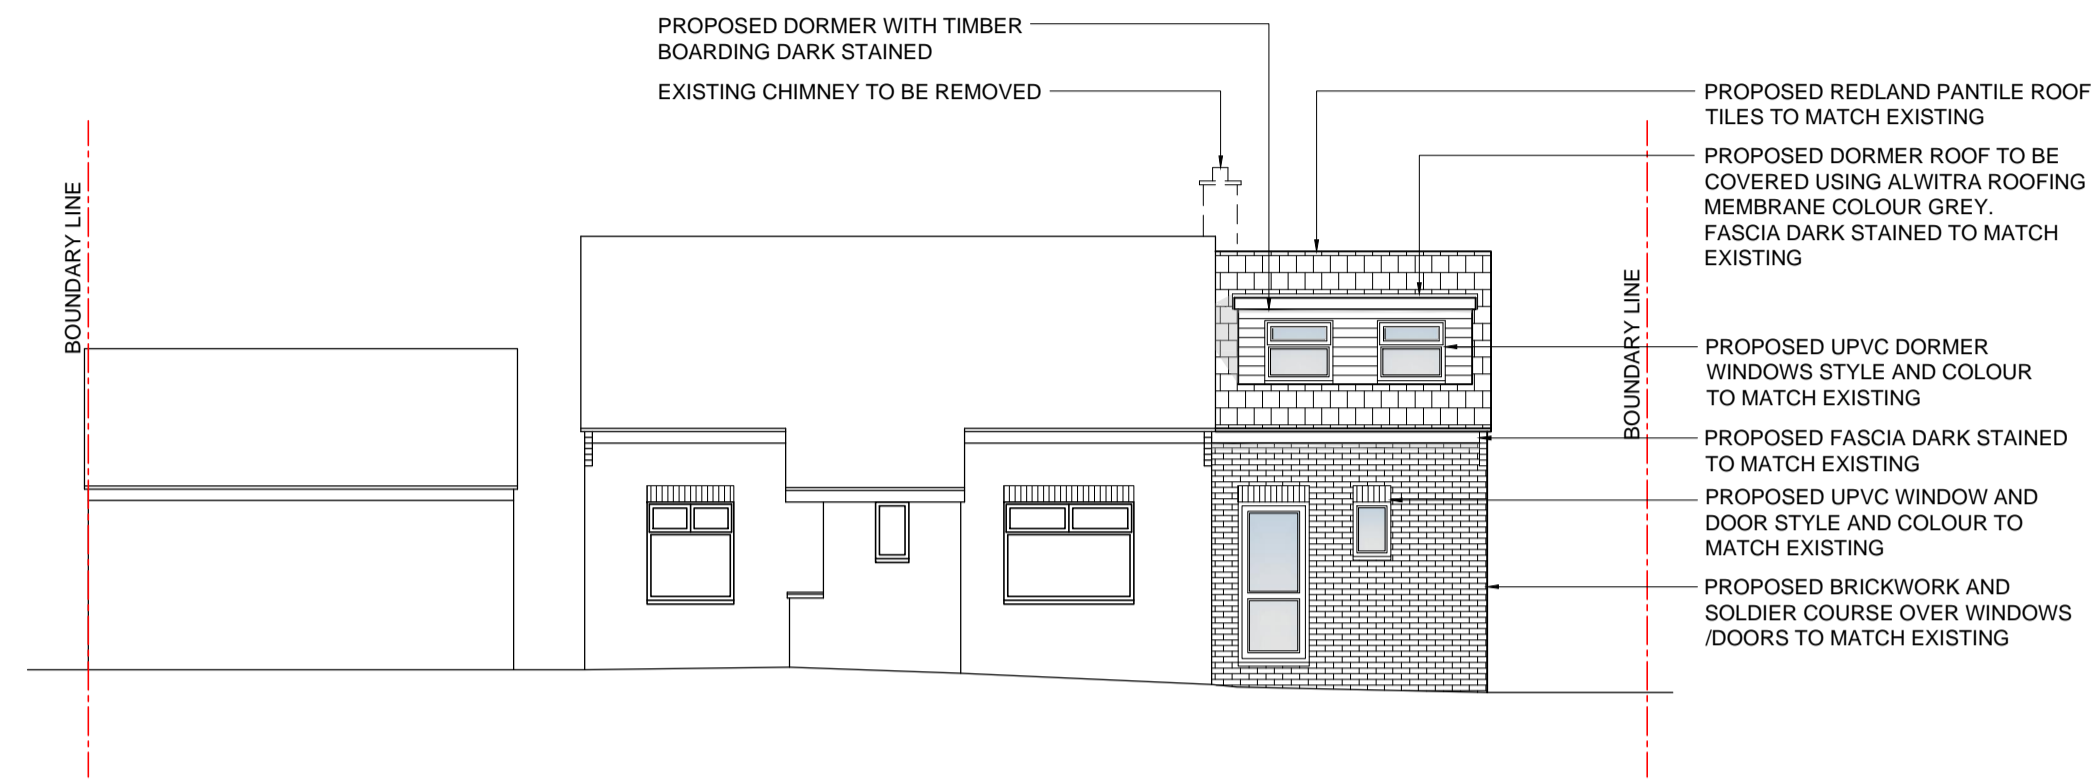 PROPOSED DORMER WITH TIMBER
BOARDING DARK STAINED
EXISTING CHIMNEY TO BE REMOVED
PROPOSED REDLAND PANTILE ROOF
TILES TO MATCH EXISTING
PROPOSED DORMER ROOF TO BE
COVERED USING ALWITRA ROOFING
MEMBRANE COLOUR GREY.
FASCIA DARK STAINED TO MATCH
EXISTING
BOUNDARY LINE
BOUNDARY LINE
PROPOSED UPVC DORMER
WINDOWS STYLE AND COLOUR
TO MATCH EXISTING
PROPOSED FASCIA DARK STAINED
TO MATCH EXISTING
PROPOSED UPVC WINDOW AND
DOOR STYLE AND COLOUR TO
MATCH EXISTING
PROPOSED BRICKWORK AND
SOLDIER COURSE OVER WINDOWS
/DOORS TO MATCH EXISTING